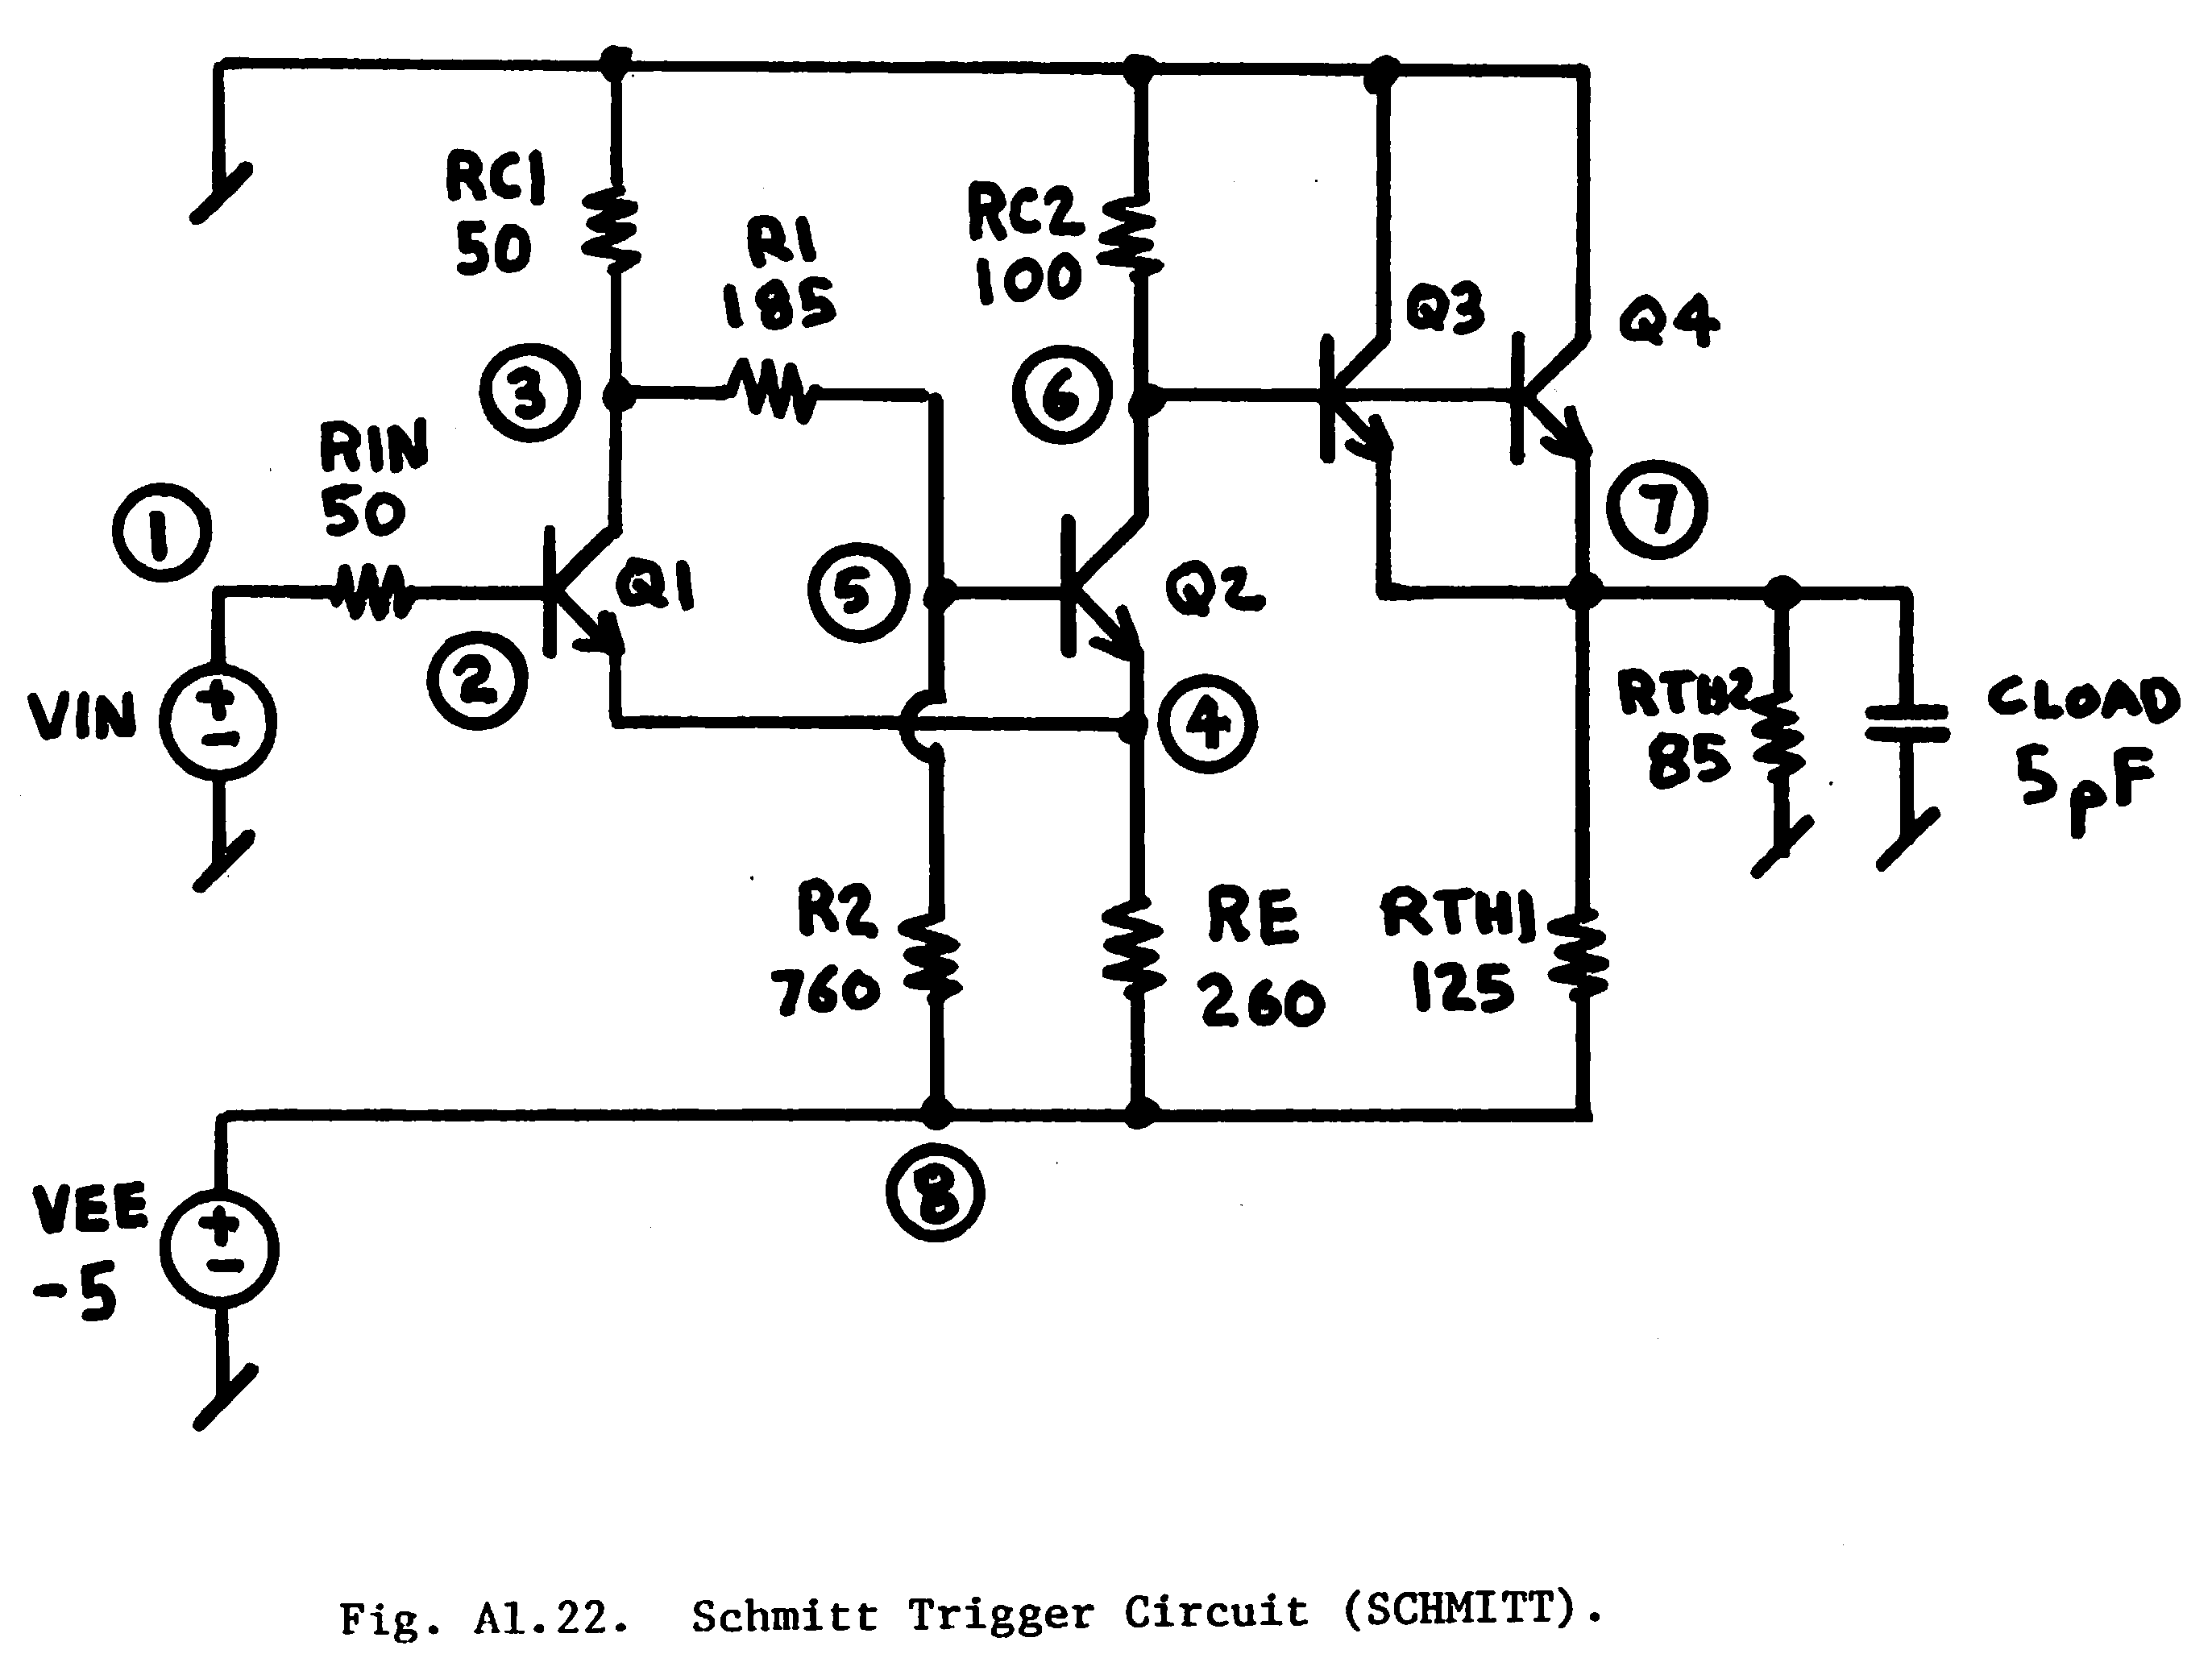 RC1
50
R1
185
RC2
100
Q3
Q4
3
6
RIN
50
1
7
Q1
5
Q2
2
VIN
+
-
4
RTH2
85
CLOAD
5pF
R2
760
RE
260
RTH1
125
8
VEE
-5
+
-
Fig. A1.22. Schmitt Trigger Circuit (SCHMITT).